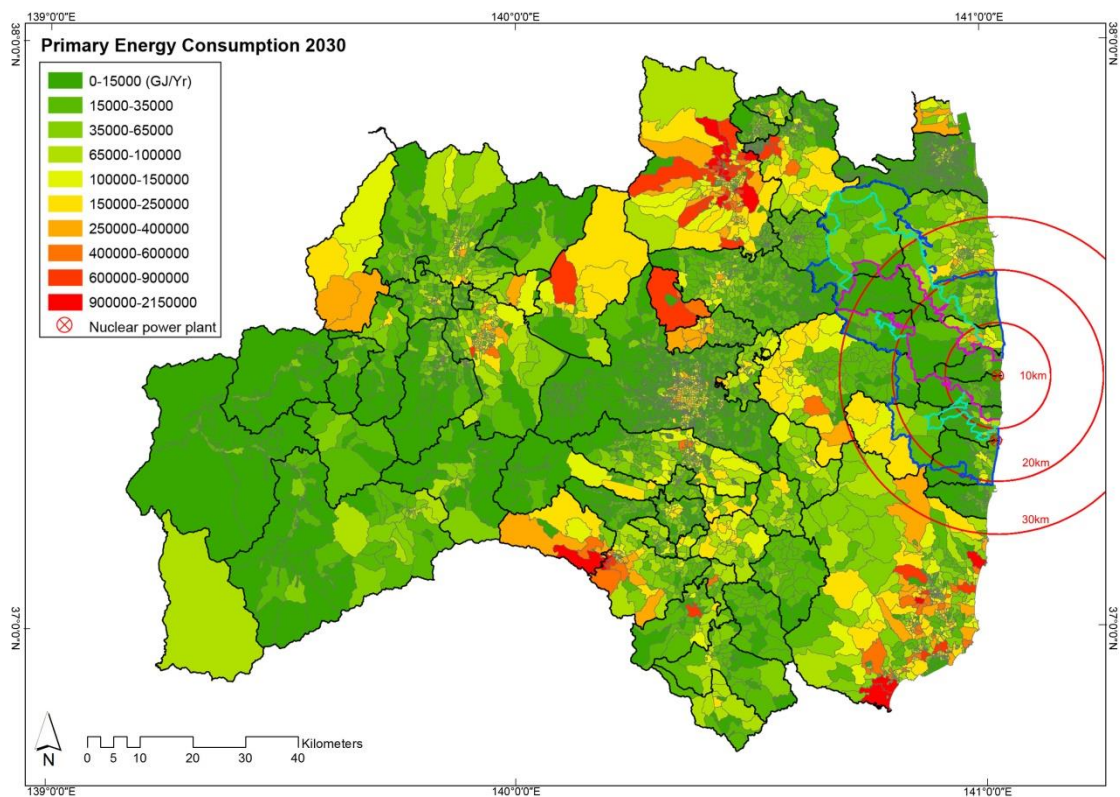 139°0'0"E
140°0'0"E
141°0'0"E
38°0'0"N
38°0'0"N
Primary Energy Consumption 2030
0-15000 (GJ/Yr)
15000-35000
35000-65000
65000-100000
100000-150000
150000-250000
250000-400000
400000-600000
600000-900000
900000-2150000
Nuclear power plant
10km
20km
30km
37°0'0"N
37°0'0"N
N
Kilometers
0 5 10 20 30 40
139°0'0"E
140°0'0"E
141°0'0"E